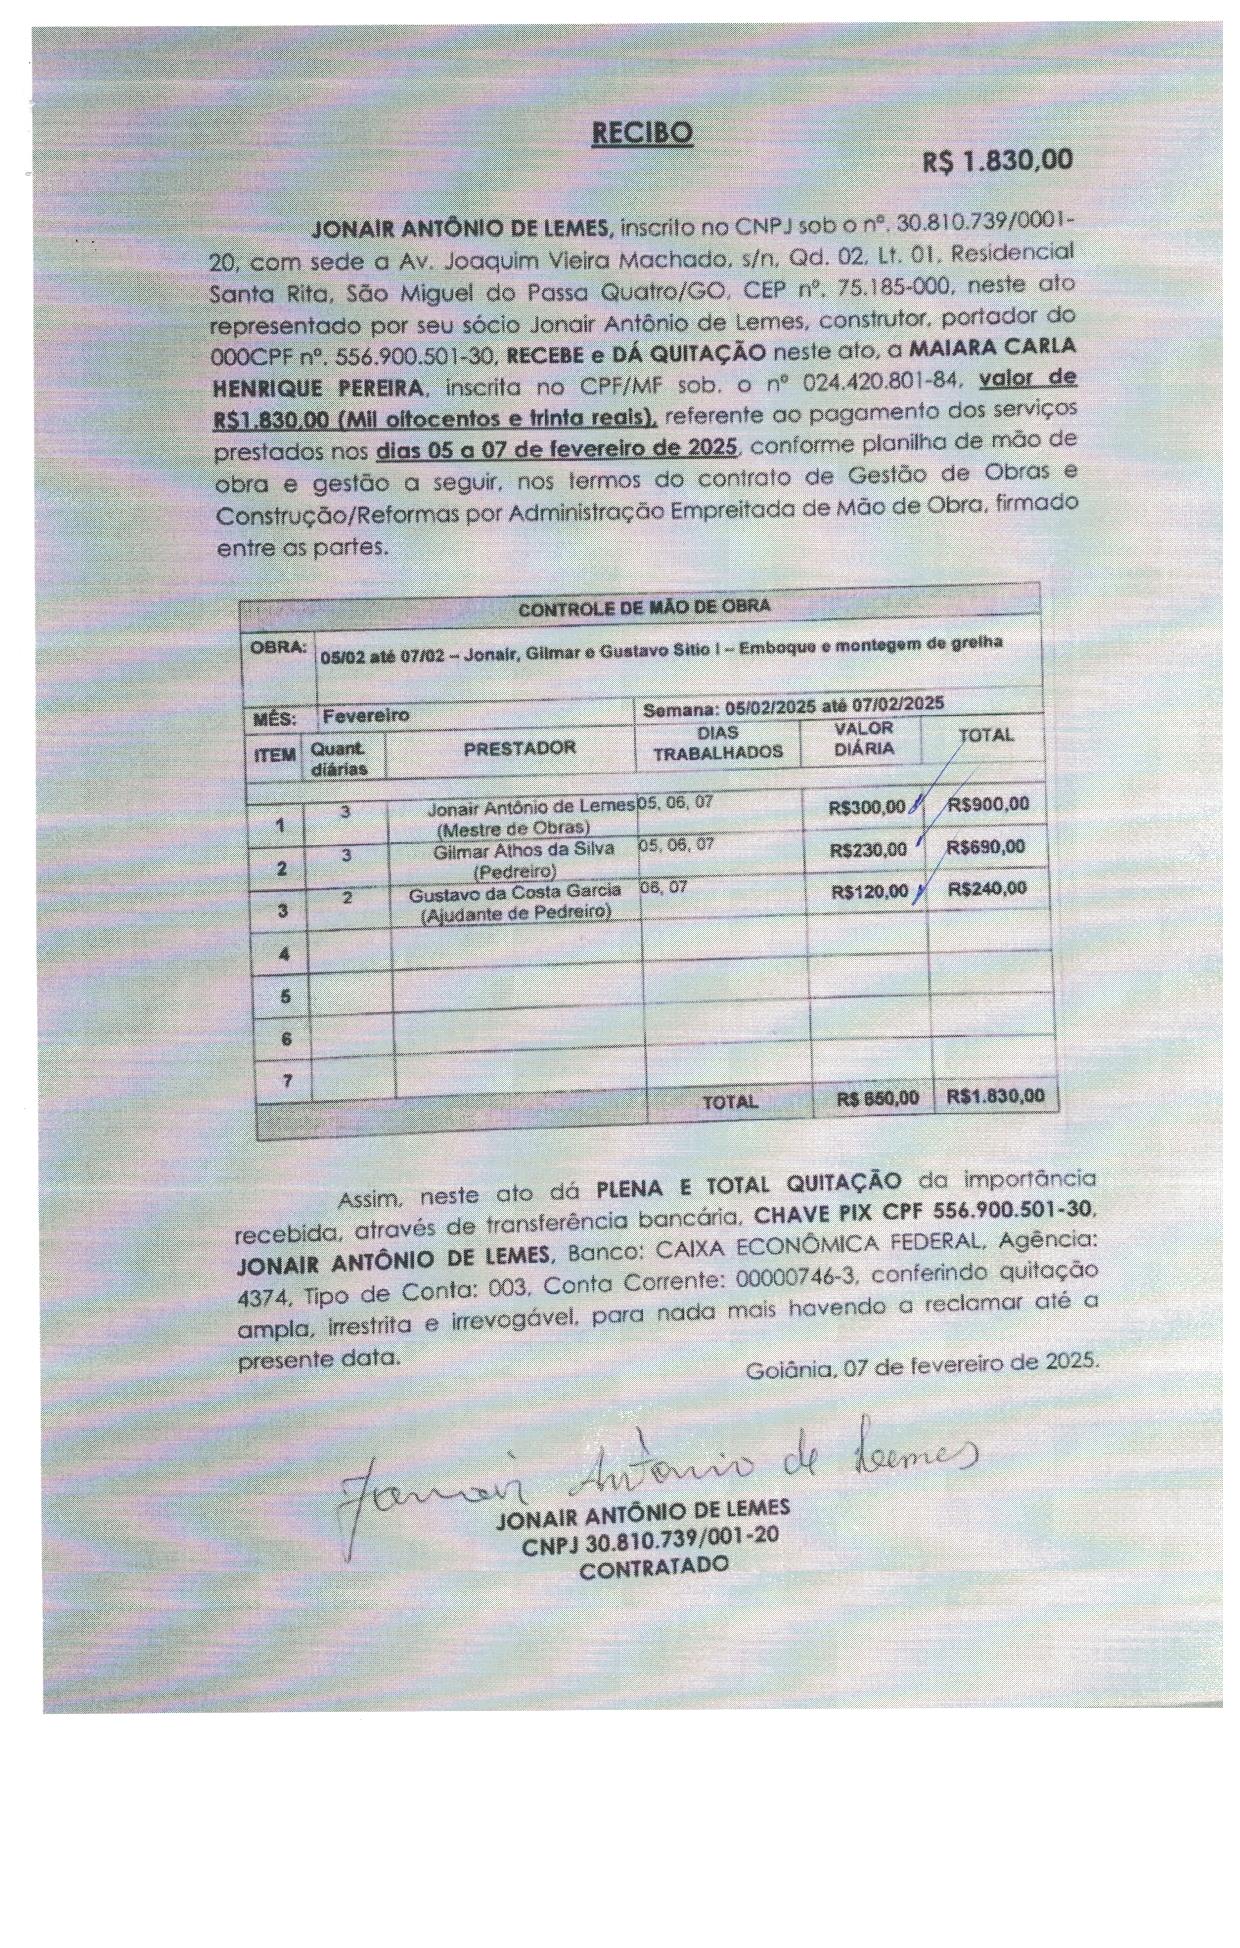 RECIBO
R$ 1.830,00
JONAIR ANTÔNIO DE LEMES, inscrito no CNPJ sob o nº. 30.810.739/0001-
20, com sede a Av. Joaquim Vieira Machado, s/n, Qd. 02, Lt. 01, Residencial
Santa Rita, São Miguel do Passa Quatro/GO, CEP nº. 75.185-000, neste ato
representado por seu sócio Jonair Antônio de Lemes, construtor, portador do
000CPF nº. 556.900.501-30, RECEBE e DÁ QUITAÇÃO neste ato, a MAIARA CARLA
HENRIQUE PEREIRA, inscrita no CPF/MF sob. o nº 024.420.801-84, valor de
R$1.830,00 (Mil oitocentos e trinta reais), referente ao pagamento dos serviços
prestados nos dias 05 a 07 de fevereiro de 2025, conforme planilha de mão de
obra e gestão a seguir, nos termos do contrato de Gestão de Obras e
Construção/Reformas por Administração Empreitada de Mão de Obra, firmado
entre as partes.
CONTROLE DE MÃO DE OBRA
OBRA: 05/02 até 07/02 – Jonair, Gilmar e Gustavo Sitio I – Emboque e montegem de grelha
MÊS: Fevereiro Semana: 05/02/2025 até 07/02/2025
ITEM Quant. diárias PRESTADOR DIAS TRABALHADOS VALOR DIÁRIA TOTAL
1 3 Jonair Antônio de Lemes 05, 06, 07 R$300,00 R$900,00
(Mestre de Obras)
2 3 Gilmar Athos da Silva 05, 06, 07 R$230,00 R$690,00
(Pedreiro)
3 2 Gustavo da Costa Garcia 06, 07 R$120,00 R$240,00
(Ajudante de Pedreiro)
4
5
6
7
TOTAL R$ 650,00 R$1.830,00
Assim, neste ato dá PLENA E TOTAL QUITAÇÃO da importância
recebida, através de transferência bancária, CHAVE PIX CPF 556.900.501-30,
JONAIR ANTÔNIO DE LEMES, Banco: CAIXA ECONÔMICA FEDERAL, Agência:
4374, Tipo de Conta: 003, Conta Corrente: 00000746-3, conferindo quitação
ampla, irrestrita e irrevogável, para nada mais havendo a reclamar até a
presente data.
Goiânia, 07 de fevereiro de 2025.
Jonair Antônio de Lemes
JONAIR ANTÔNIO DE LEMES
CNPJ 30.810.739/001-20
CONTRATADO